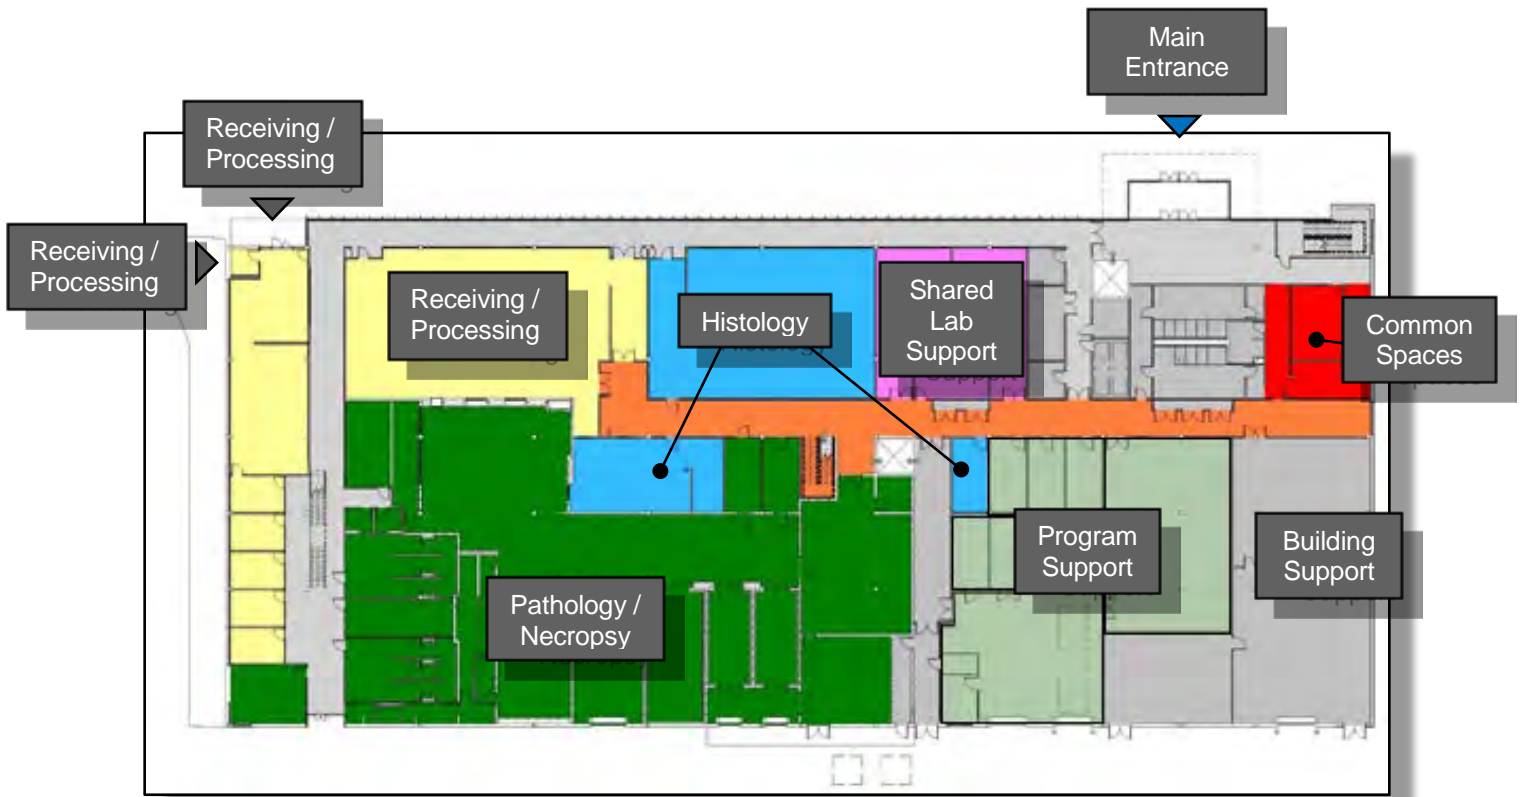 Main
Entrance
Receiving /
Processing
Receiving /
Processing
Receiving /
Processing
Histology
Shared
Lab
Support
Common
Spaces
Program
Support
Building
Support
Pathology /
Necropsy